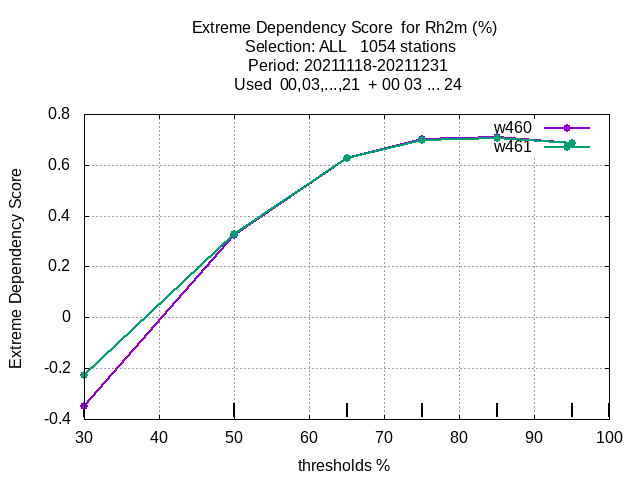 Extreme Dependency Score  for Rh2m (%)
Selection: ALL   1054 stations
Period: 20211118-20211231
Used  00,03,...,21  + 00 03 ... 24
Extreme Dependency Score
0.8
0.6
0.4
0.2
0
-0.2
-0.4
w460
w461
30 40 50 60 70 80 90 100
thresholds %